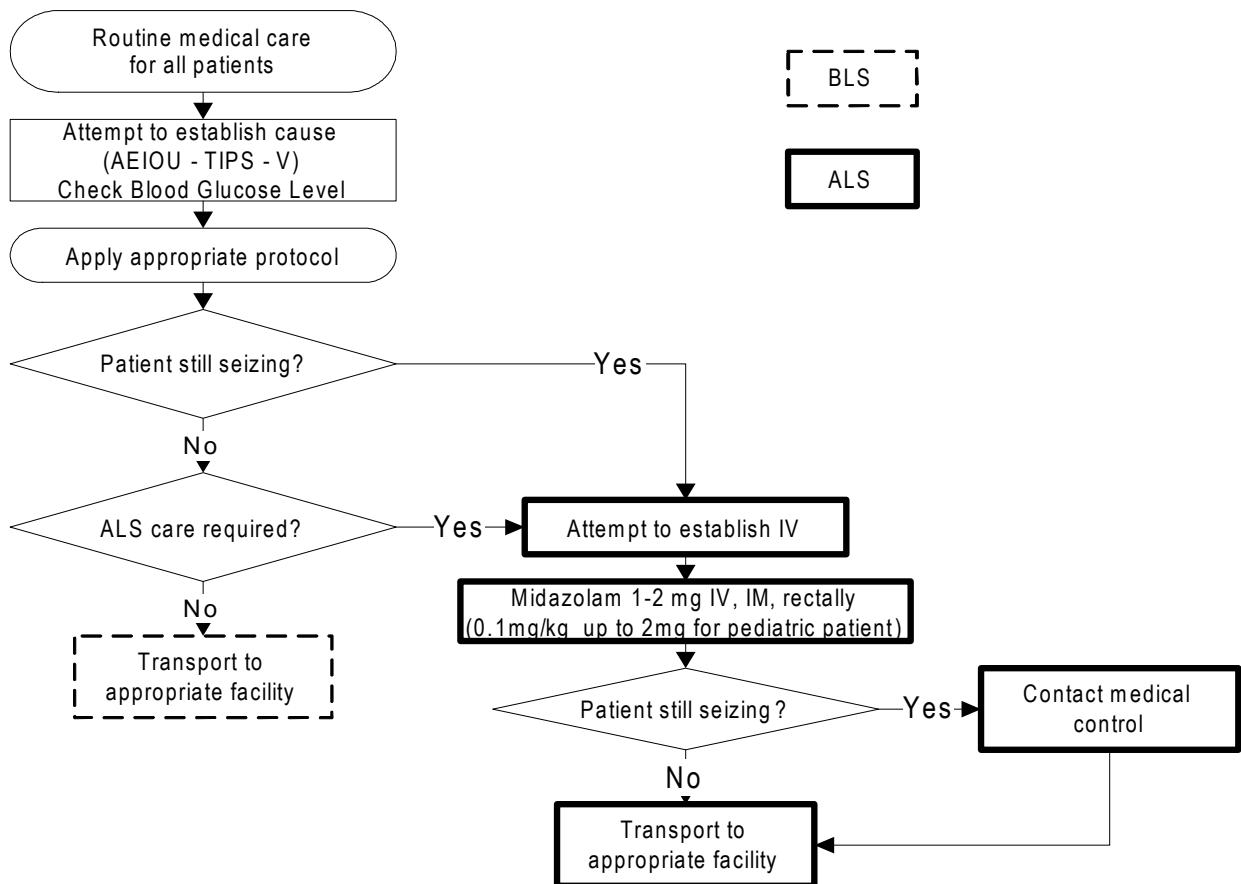 Routine medical care
for all patients
BLS
Attempt to establish cause
(AEIOU - TIPS - V)
Check Blood Glucose Level
ALS
Apply appropriate protocol
Patient still seizing?
Yes
No
ALS care required?
Yes
Attempt to establish IV
No
Midazolam 1-2 mg IV, IM, rectally
(0.1mg/kg up to 2mg for pediatric patient)
Transport to
appropriate facility
Patient still seizing?
Yes
Contact medical
control
No
Transport to
appropriate facility